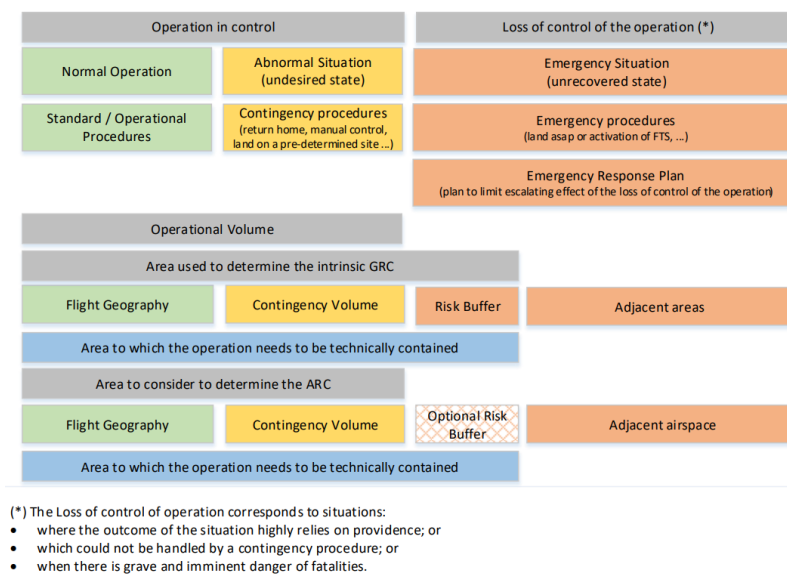 Operation in control
Loss of control of the operation (*)
Normal Operation
Abnormal Situation
(undesired state)
Emergency Situation
(unrecovered state)
Standard / Operational
Procedures
Contingency procedures
(return home, manual control,
land on a pre-determined site ...)
Emergency procedures
(land asap or activation of FTS, ...)
Emergency Response Plan
(plan to limit escalating effect of the loss of control of the operation)
Operational Volume
Area used to determine the intrinsic GRC
Flight Geography
Contingency Volume
Risk Buffer
Adjacent areas
Area to which the operation needs to be technically contained
Area to consider to determine the ARC
Flight Geography
Contingency Volume
Optional Risk
Buffer
Adjacent airspace
Area to which the operation needs to be technically contained
(*) The Loss of control of operation corresponds to situations:
• where the outcome of the situation highly relies on providence; or
• which could not be handled by a contingency procedure; or
• when there is grave and imminent danger of fatalities.